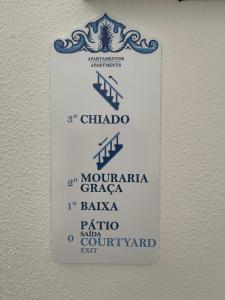 APARTAMENTOS
APARTMENTS
3º CHIADO
2º MOURARIA
GRAÇA
1º BAIXA
PÁTIO
SAÍDA
0 COURTYARD
EXIT